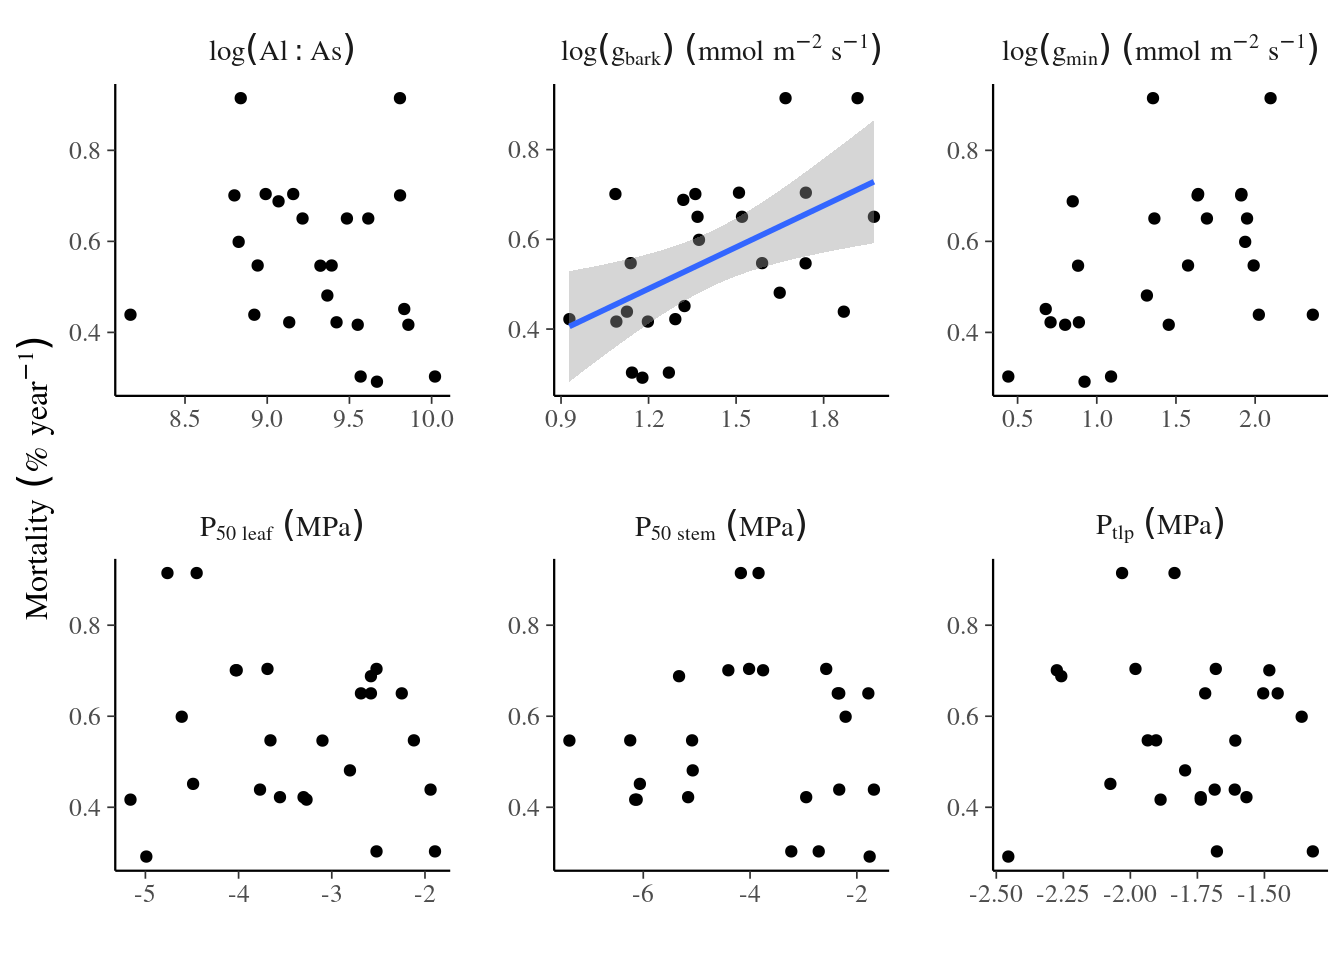 log(Al : As)
log(g_bark) (mmol m⁻² s⁻¹)
log(g_min) (mmol m⁻² s⁻¹)
0.8
0.6
0.4
8.5 9.0 9.5 10.0
0.8
0.6
0.4
0.9 1.2 1.5 1.8
0.8
0.6
0.4
0.5 1.0 1.5 2.0
Mortality (% year⁻¹)
P₅₀ leaf (MPa)
P₅₀ stem (MPa)
P_tlp (MPa)
0.8
0.6
0.4
-5 -4 -3 -2
0.8
0.6
0.4
-6 -4 -2
0.8
0.6
0.4
-2.50 -2.25 -2.00 -1.75 -1.50